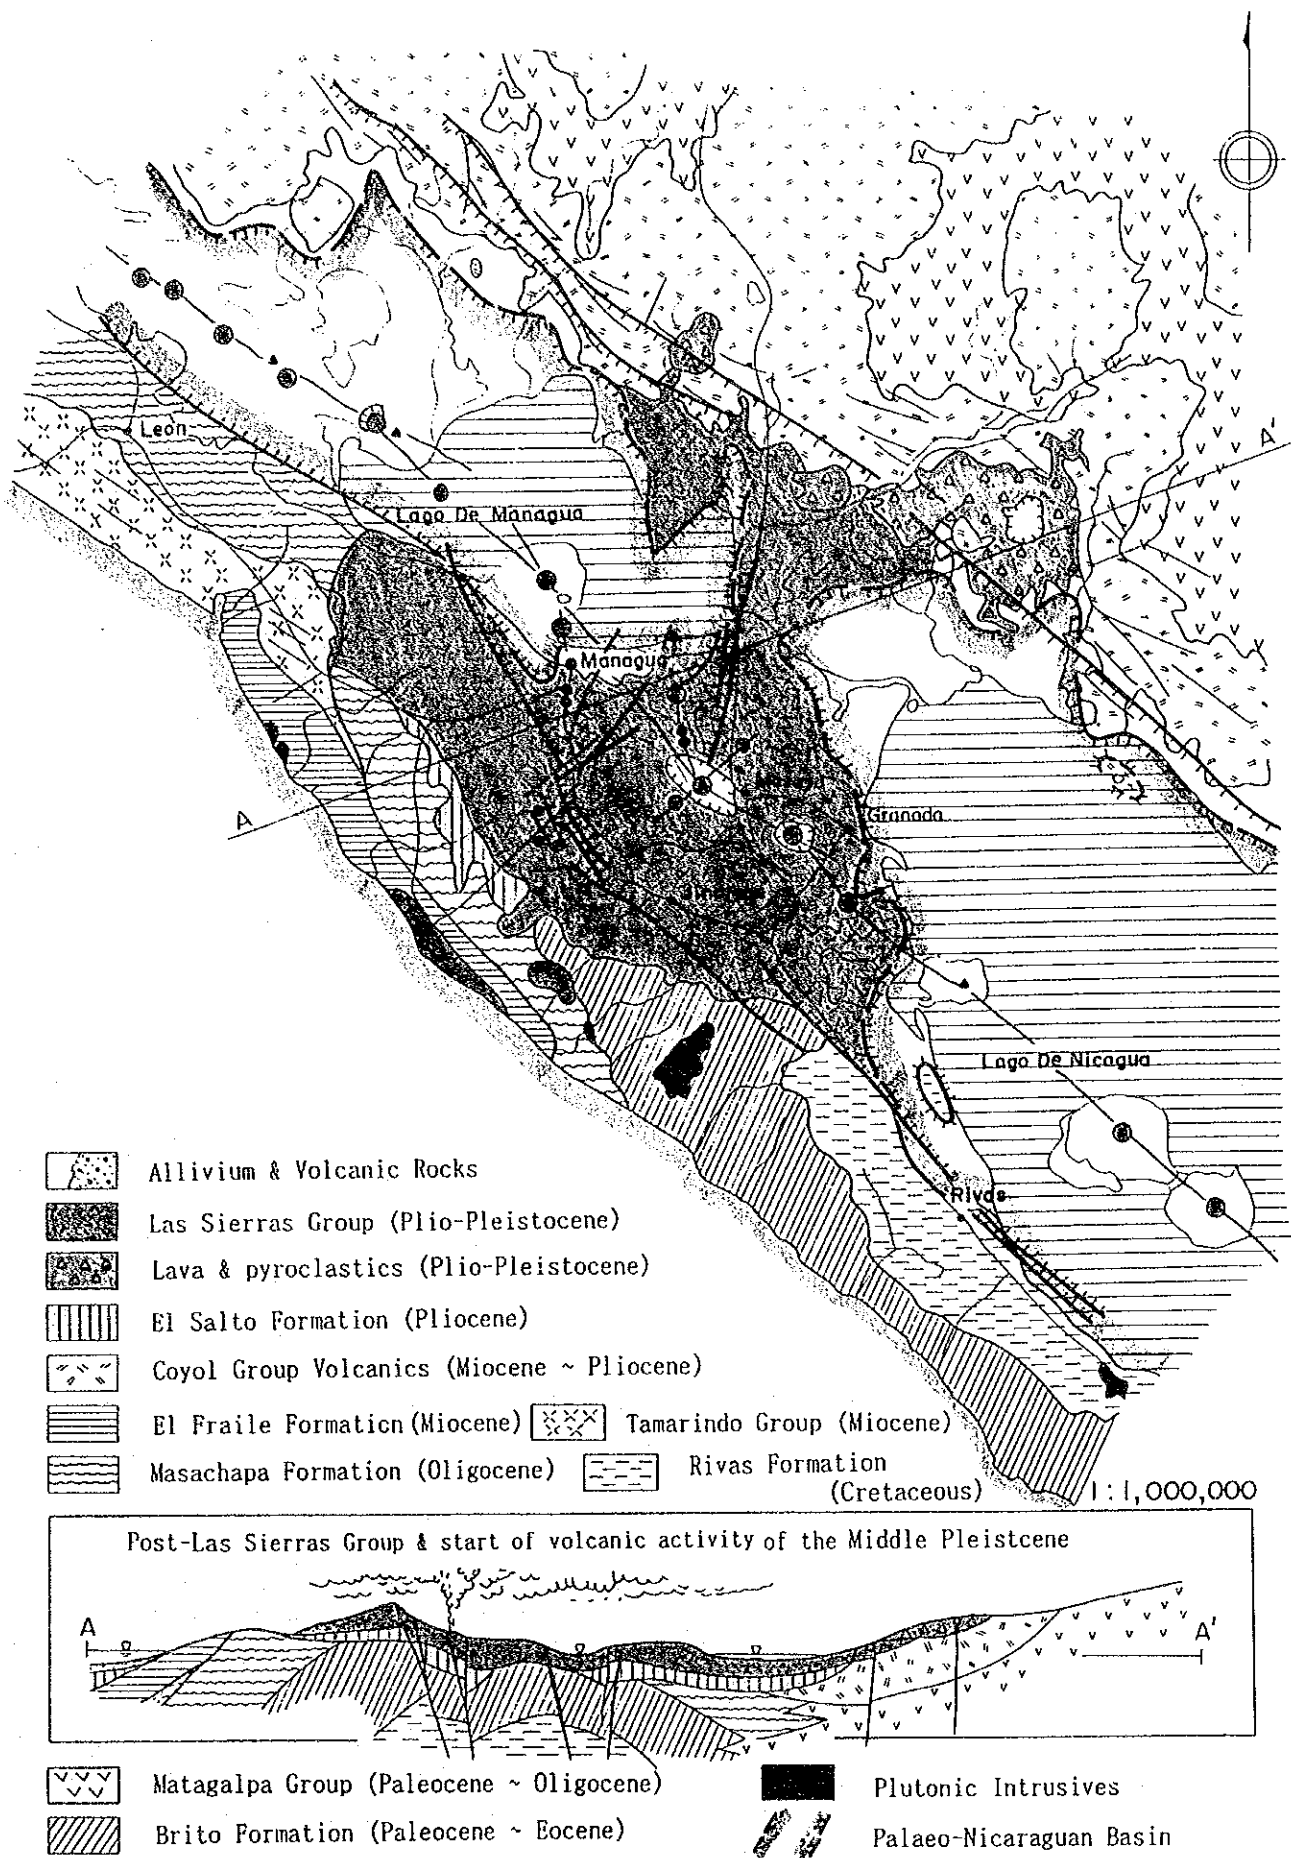 A'
León
Lago De Managua
Managua
A
Granada
Lago De Nicagua
Rivas
Allivium & Volcanic Rocks
Las Sierras Group (Plio-Pleistocene)
Lava & pyroclastics (Plio-Pleistocene)
El Salto Formation (Pliocene)
Coyol Group Volcanics (Miocene ~ Pliocene)
El Fraile Formation (Miocene) Tamarindo Group (Miocene)
Masachapa Formation (Oligocene) Rivas Formation
(Cretaceous) 1:1,000,000
Post-Las Sierras Group & start of volcanic activity of the Middle Pleistcene
A A'
Matagalpa Group (Paleocene ~ Oligocene) Plutonic Intrusives
Brito Formation (Paleocene ~ Eocene) Palaeo-Nicaraguan Basin